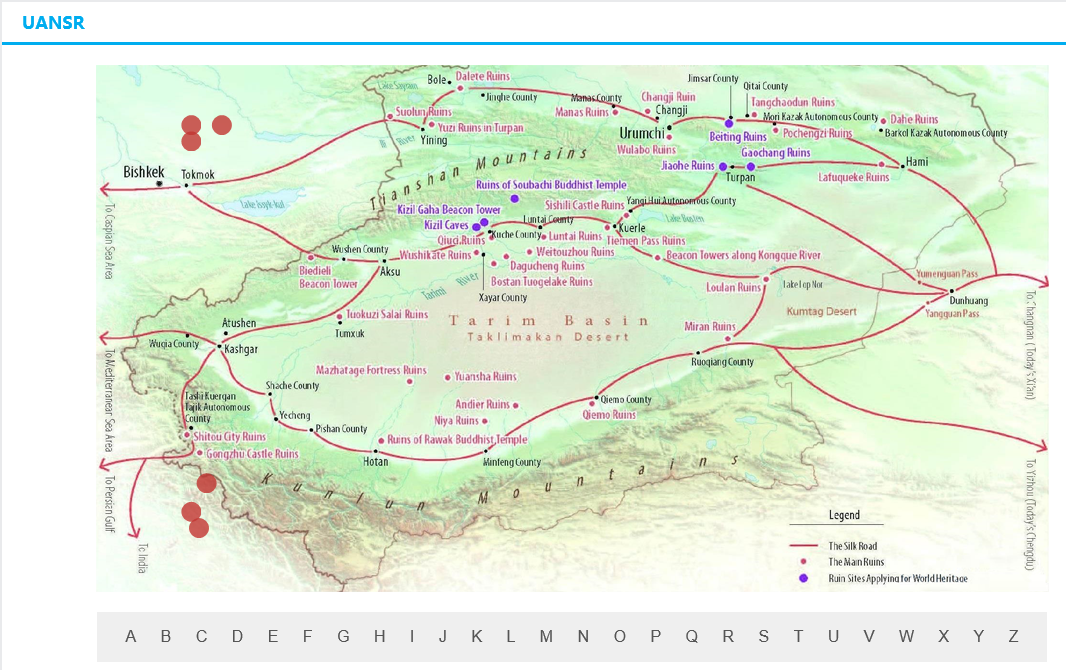 UANSR
Bole
Dalete Ruins
Lake Sayram
Jinghe County
Manas County
Manas Ruins
Changji Ruin
Changji
Jimsar County
Qitai County
Tangchaodun Ruins
Mori Kazak Autonomous County
Dahe Ruins
Barkol Kazak Autonomous County
Suolun Ruins
Yuzi Ruins in Turpan
River
Yining
Urumchi
Wulabo Ruins
Beiting Ruins
Pochengzi Ruins
Gaochang Ruins
Jiaohe Ruins
Turpan
Lafuqueke Ruins
Hami
Bishkek
Tokmok
Tianshan Mountains
Ruins of Soubachi Buddhist Temple
Lake Issyk-kul
Kizil Gaha Beacon Tower
Kizil Caves
Sishili Castle Ruins
Yangi Hui Autonomous County
Lake Bosten
Luntai County
Kuerle
Kuche County
Qiuci Ruins
Luntai Ruins
Tiemen Pass Ruins
To Caspian Sea Area
Wushen County
Wushikate Ruins
Weitouzhou Ruins
Beacon Towers along Kongque River
Biedieli
Beacon Tower
Aksu
Dagucheng Ruins
Bostan Tuogelake Ruins
Tarim River
Xayar County
Loulan Ruins
Lake Lop Nor
Yumenguan Pass
Dunhuang
Yangguan Pass
Tuokuzi Salai Ruins
Tumxuk
Tarim Basin
Taklimakan Desert
Kumtag Desert
Miran Ruins
Ruoqiang County
To Changnan (Today's Xi'an)
Atushen
Wuqia County
Kashgar
To Mediterranean Sea Area
Mazhatage Fortress Ruins
Yuansha Ruins
Shache County
Tashi Kuerqan
Tajik Autonomous
County
Andier Ruins
Qiemo County
Qiemo Ruins
Yecheng
Niya Ruins
Pishan County
Shitou City Ruins
Gongzhu Castle Ruins
Ruins of Rawak Buddhist Temple
Hotan
Minfeng County
Kunlun Mountains
To Persian Gulf
To India
To Yizhou (Today's Chengdu)
Legend
The Silk Road
The Main Ruins
Ruin Sites Applying for World Heritage
A B C D E F G H I J K L M N O P Q R S T U V W X Y Z